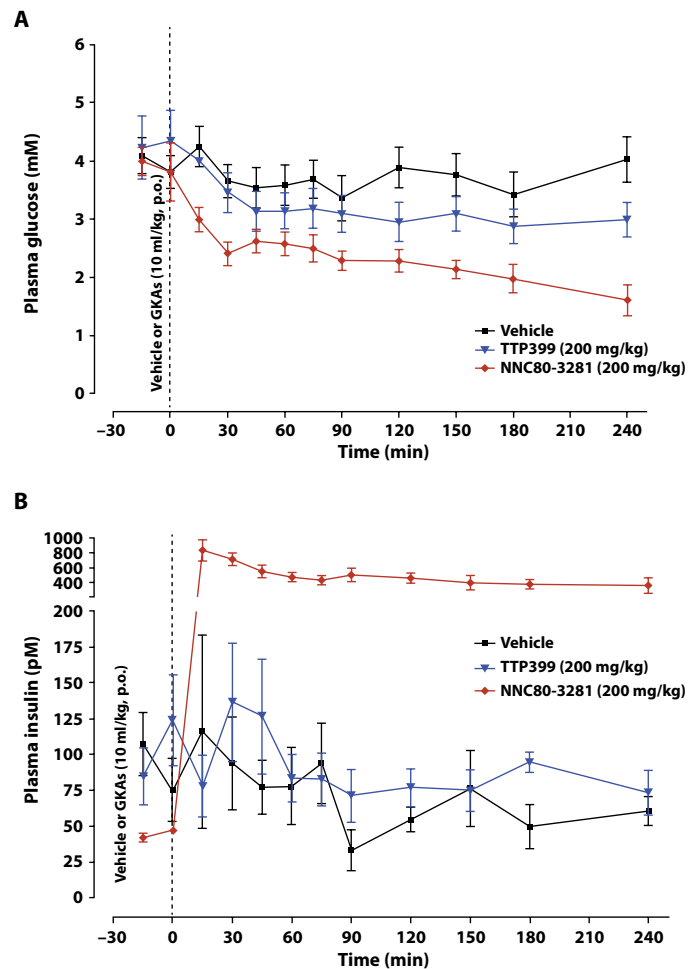 A
6
5
4
3
2
1
0
Plasma glucose (mM)
Vehicle or GKAs (10 ml/kg, p.o.)
Vehicle
TTP399 (200 mg/kg)
NNC80-3281 (200 mg/kg)
−30 0 30 60 90 120 150 180 210 240
Time (min)
B
1000
800
600
400
200
175
150
125
100
75
50
25
0
Plasma insulin (pM)
Vehicle or GKAs (10 ml/kg, p.o.)
Vehicle
TTP399 (200 mg/kg)
NNC80-3281 (200 mg/kg)
−30 0 30 60 90 120 150 180 210 240
Time (min)